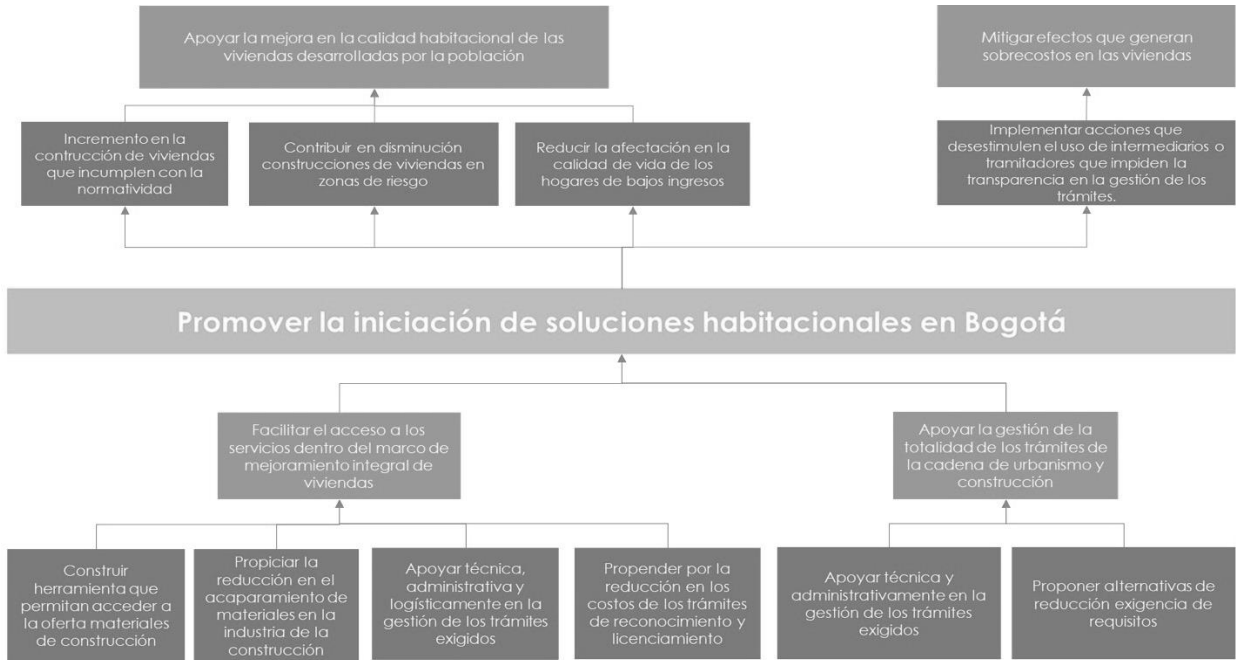 Apoyar la mejora en la calidad habitacional de las
viviendas desarrolladas por la población
Mitigar efectos que generan
sobrecostos en las viviendas
Incremento en la
contrucción de viviendas
que incumplen con la
normatividad
Contribuir en disminución
construcciones de viviendas en
zonas de riesgo
Reducir la afectación en la
calidad de vida de los
hogares de bajos ingresos
Implementar acciones que
desestimulen el uso de intermediarios o
tramitadores que impiden la
transparencia en la gestión de los
trámites.
Promover la iniciación de soluciones habitacionales en Bogotá
Facilitar el acceso a los
servicios dentro del marco de
mejoramiento integral de
viviendas
Apoyar la gestión de la
totalidad de los trámites de
la cadena de urbanismo y
construcción
Construir
herramienta que
permitan acceder a
la oferta materiales
de construcción
Propiciar la
reducción en el
acaparamiento de
materiales en la
industria de la
construcción
Apoyar técnica,
administrativa y
logísticamente en la
gestión de los trámites
exigidos
Propender por la
reducción en los
costos de los trámites
de reconocimiento y
licenciamiento
Apoyar técnica y
administrativamente en la
gestión de los trámites
exigidos
Proponer alternativas de
reducción exigencia de
requisitos